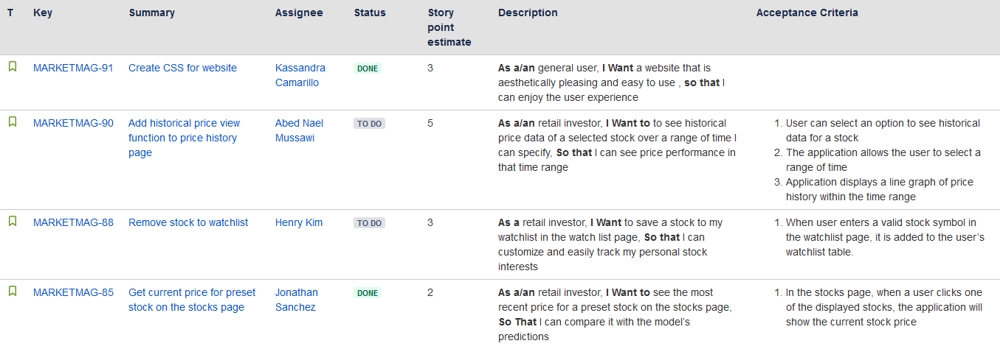 T Key Summary Assignee Status Story point estimate Description Acceptance Criteria
MARKETMAG-91 Create CSS for website Kassandra Camarillo DONE 3
As a/an general user, I Want a website that is
aesthetically pleasing and easy to use , so that I
can enjoy the user experience
MARKETMAG-90
Add historical price view
function to price history
page
Abed Nael
Mussawi
TO DO
5
As a/an retail investor, I Want to to see historical
price data of a selected stock over a range of time I
can specify, So that I can see price performance in
that time range
1. User can select an option to see historical
data for a stock
2. The application allows the user to select a
range of time
3. Application displays a line graph of price
history within the time range
MARKETMAG-88
Remove stock to watchlist
Henry Kim
TO DO
3
As a retail investor, I Want to save a stock to my
watchlist in the watch list page, So that I can
customize and easily track my personal stock
interests
1. When user enters a valid stock symbol in
the watchlist page, it is added to the user's
watchlist table.
MARKETMAG-85
Get current price for preset
stock on the stocks page
Jonathan
Sanchez
DONE
2
As a/an retail investor, I Want to see the most
recent price for a preset stock on the stocks page,
So That I can compare it with the model's
predictions
1. In the stocks page, when a user clicks one
of the displayed stocks, the application will
show the current stock price